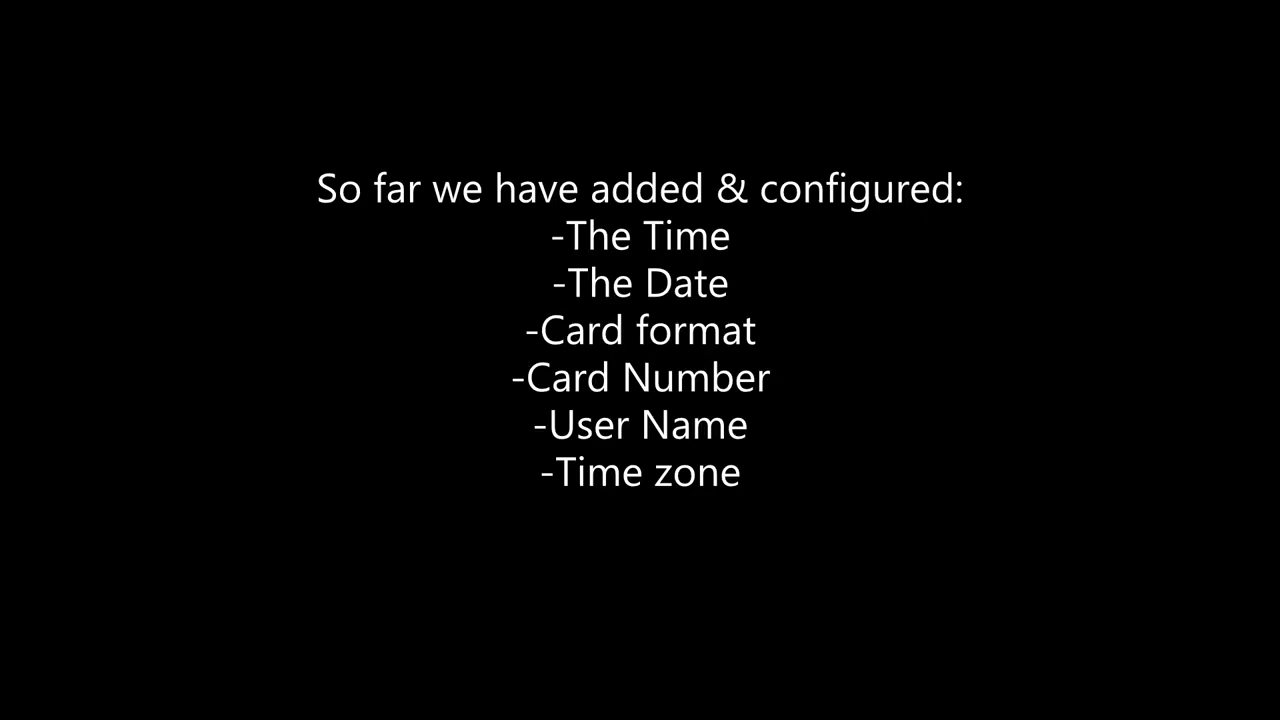 So far we have added & configured:
-The Time
-The Date
-Card format
-Card Number
-User Name
-Time zone